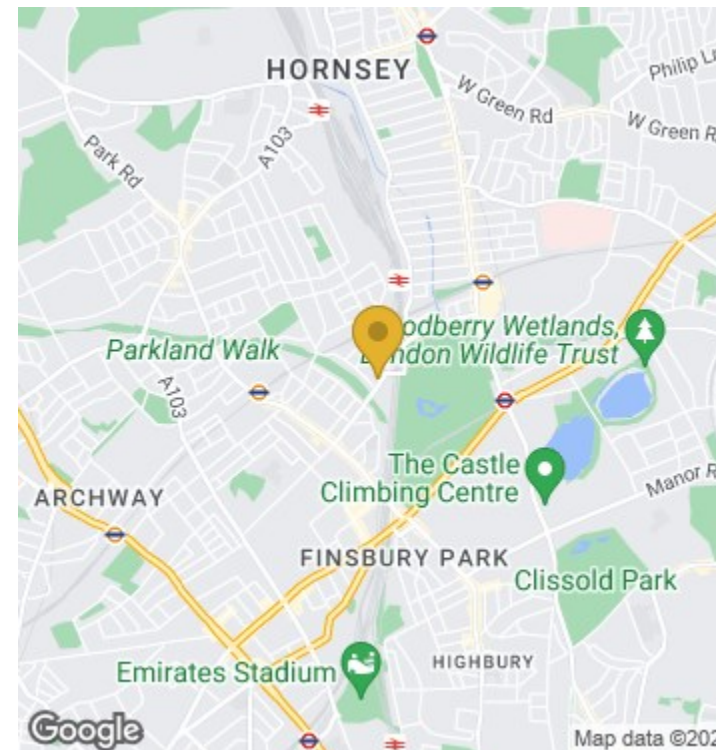 HORNSEY
Philip L
W Green Rd
W Green R
Park Rd
A103
odberry Wetlands,
Parkland Walk
ndon Wildlife Trust
A103
The Castle
Climbing Centre
Manor R
ARCHWAY
FINSBURY PARK
Clissold Park
Emirates Stadium
HIGHBURY
Google
Map data ©202